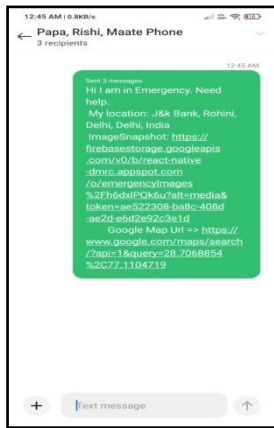 12:45 AM | 0.8KB/s
Papa, Rishi, Maate Phone
3 recipients
12:45 AM
Sent 3 messages
Hi I am in Emergency. Need
help.
My location: J&k Bank, Rohini,
Delhi, Delhi, India
ImageSnapshot: https://
firebasestorage.googleapis
.com/v0/b/react-native
-dmrc.appspot.com
/o/emergencyImages
%2Fh6dxlPQk6u?alt=media&
token=ae522308-ba8c-408d
-ae2d-e6d2e92c3e1d
Google Map Url => https://
www.google.com/maps/search
/?api=1&query=28.7068854
%2C77.1104719
Text message